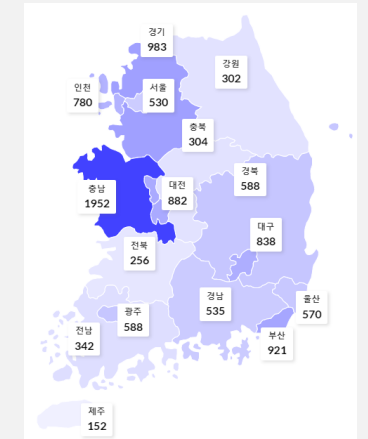 경기
983
강원
302
인천
780
서울
530
충북
304
경북
588
충남
1952
대전
882
대구
838
전북
256
경남
535
울산
570
광주
588
전남
342
부산
921
제주
152